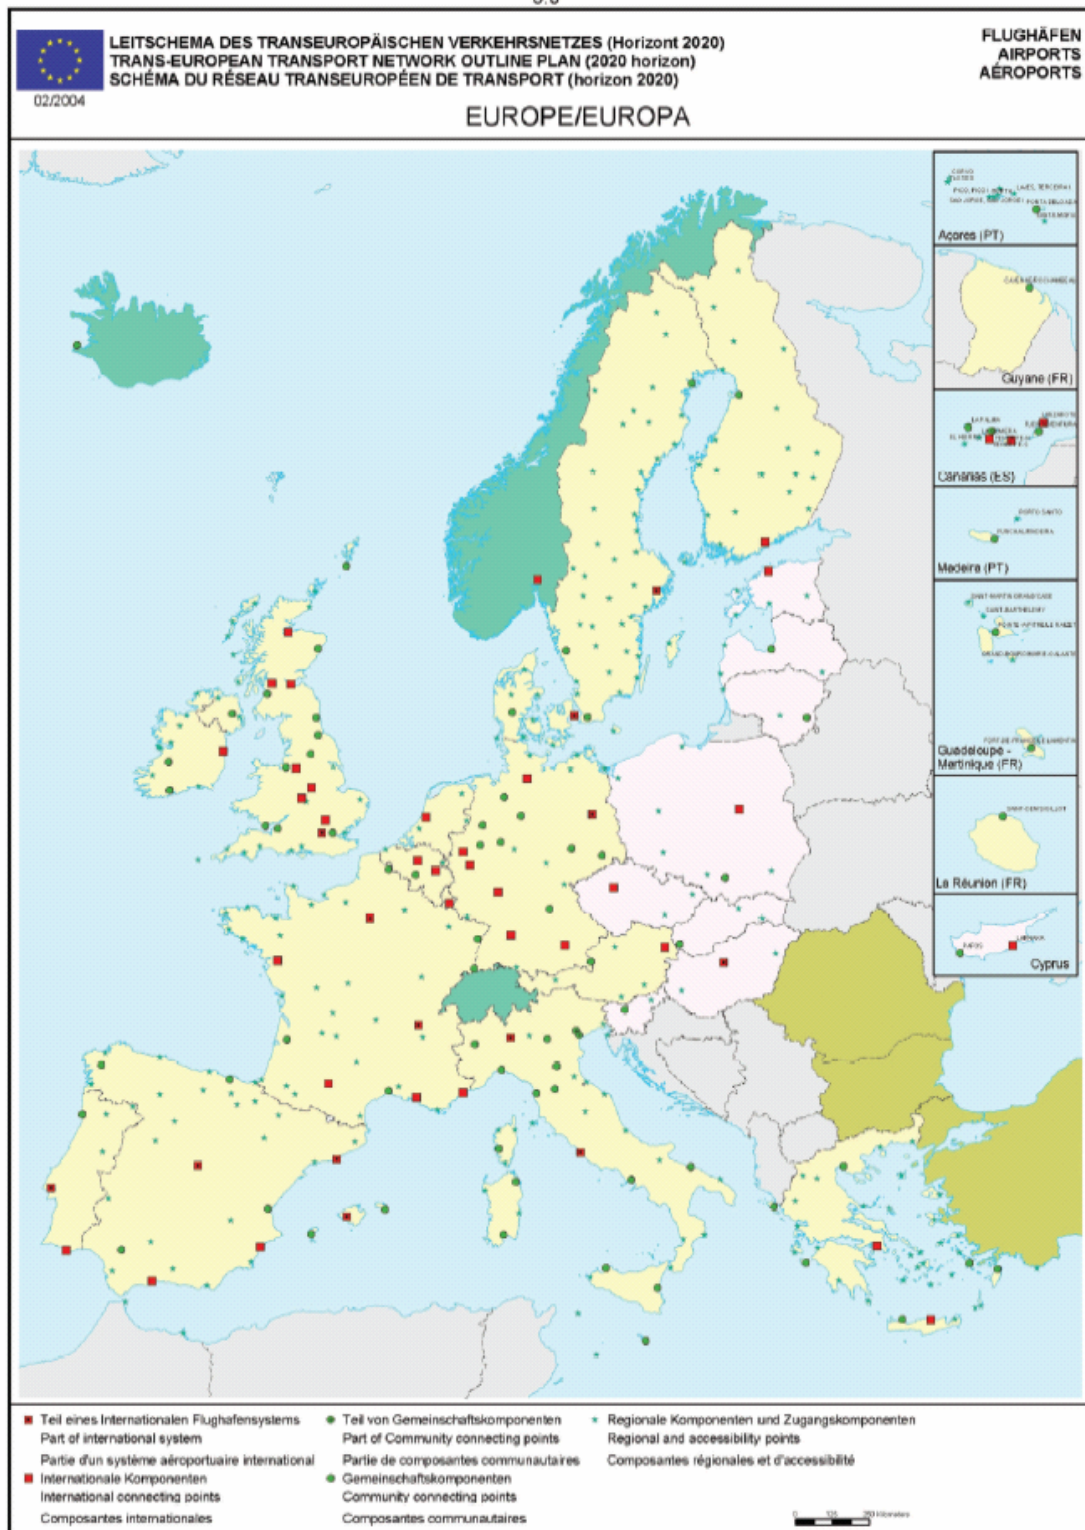 LEITSCHEMA DES TRANSEUROPÄISCHEN VERKEHRSNETZES (Horizont 2020)
TRANS-EUROPEAN TRANSPORT NETWORK OUTLINE PLAN (2020 horizon)
SCHÉMA DU RÉSEAU TRANSEUROPÉEN DE TRANSPORT (horizon 2020)
FLUGHÄFEN
AIRPORTS
AÉROPORTS
02/2004
EUROPE/EUROPA
Açores (PT)
Guyane (FR)
Canarias (ES)
PORTO SANTO
Madeira (PT)
Guadeloupe -
Martinique (FR)
La Réunion (FR)
PAFOS
LARNAKA
Cyprus
Teil eines Internationalen Flughafensystems
Part of international system
Partie d'un système aéroportuaire international
Internationale Komponenten
International connecting points
Composantes internationales
Teil von Gemeinschaftskomponenten
Part of Community connecting points
Partie de composantes communautaires
Gemeinschaftskomponenten
Community connecting points
Composantes communautaires
Regionale Komponenten und Zugangskomponenten
Regional and accessibility points
Composantes régionales et d'accessibilité